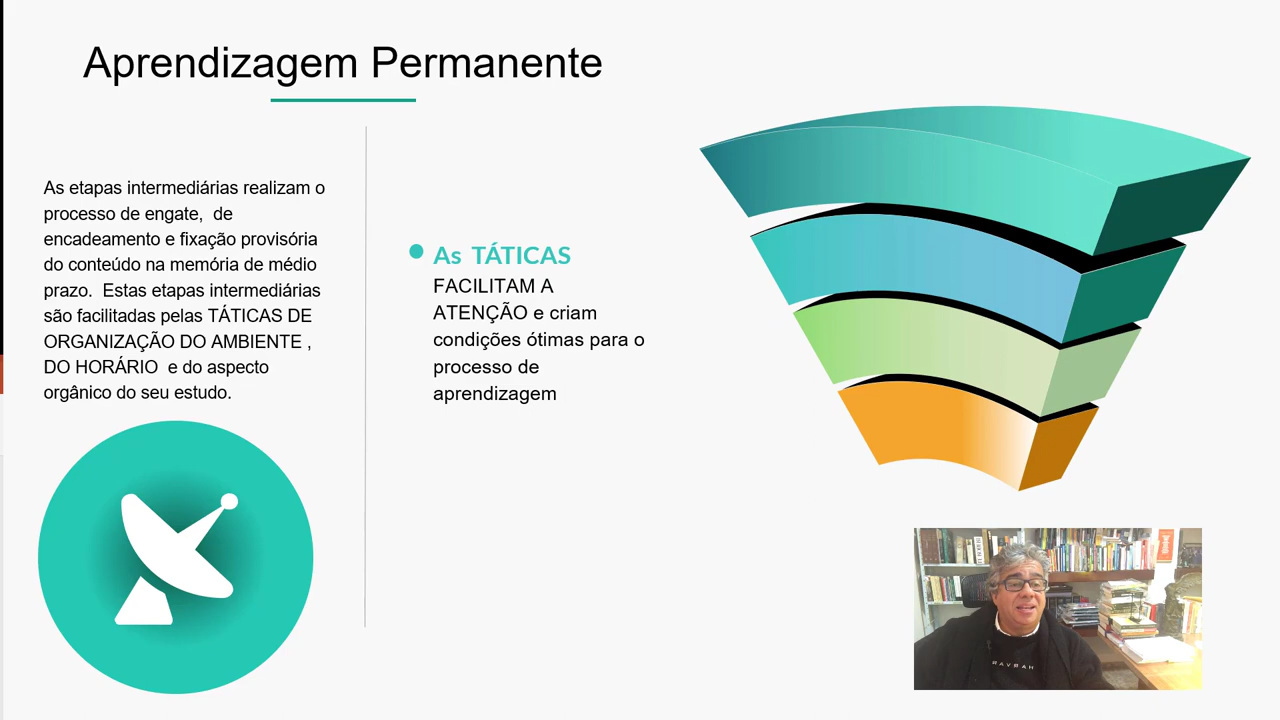 Aprendizagem Permanente
As etapas intermediárias realizam o
processo de engate, de
encadeamento e fixação provisória
do conteúdo na memória de médio
prazo. Estas etapas intermediárias
são facilitadas pelas TÁTICAS DE
ORGANIZAÇÃO DO AMBIENTE ,
DO HORÁRIO e do aspecto
orgânico do seu estudo.
As TÁTICAS
FACILITAM A
ATENÇÃO e criam
condições ótimas para o
processo de
aprendizagem